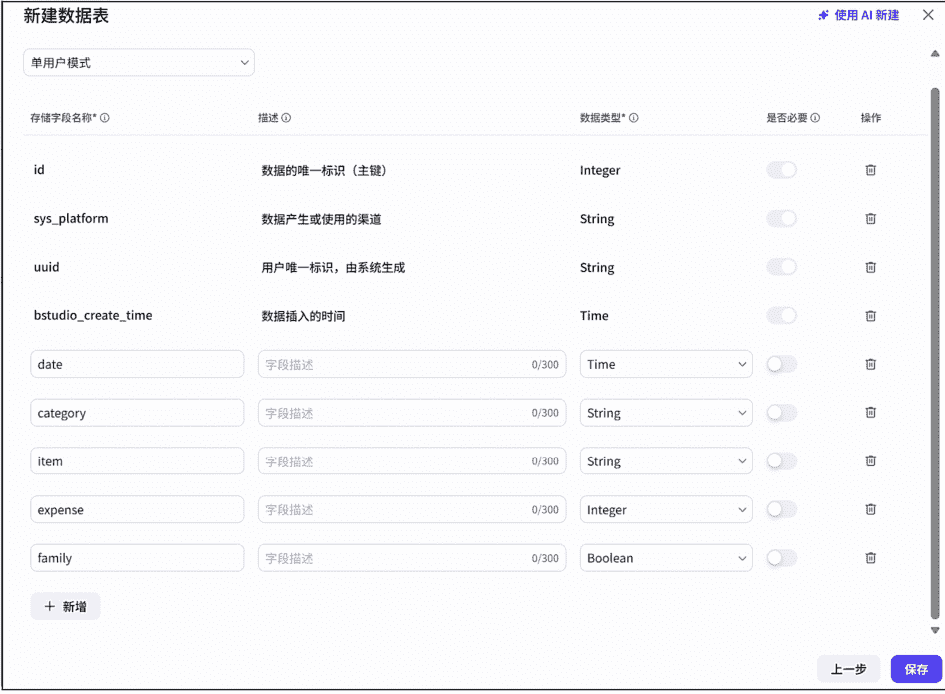 新建数据表 使用 AI 新建
单用户模式
存储字段名称* 描述 数据类型* 是否必要 操作
id 数据的唯一标识（主键） Integer
sys_platform 数据产生或使用的渠道 String
uuid 用户唯一标识，由系统生成 String
bstudio_create_time 数据插入的时间 Time
date 字段描述 0/300 Time
category 字段描述 0/300 String
item 字段描述 0/300 String
expense 字段描述 0/300 Integer
family 字段描述 0/300 Boolean
新增
上一步 保存